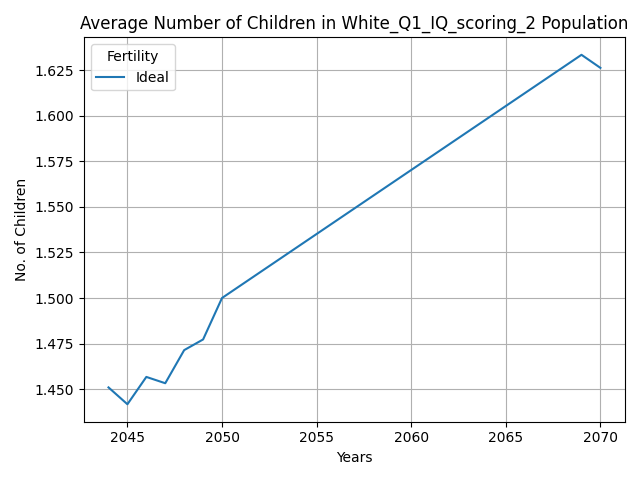 Average Number of Children in White_Q1_IQ_scoring_2 Population
Fertility
Ideal
No. of Children
1.625
1.600
1.575
1.550
1.525
1.500
1.475
1.450
2045 2050 2055 2060 2065 2070
Years